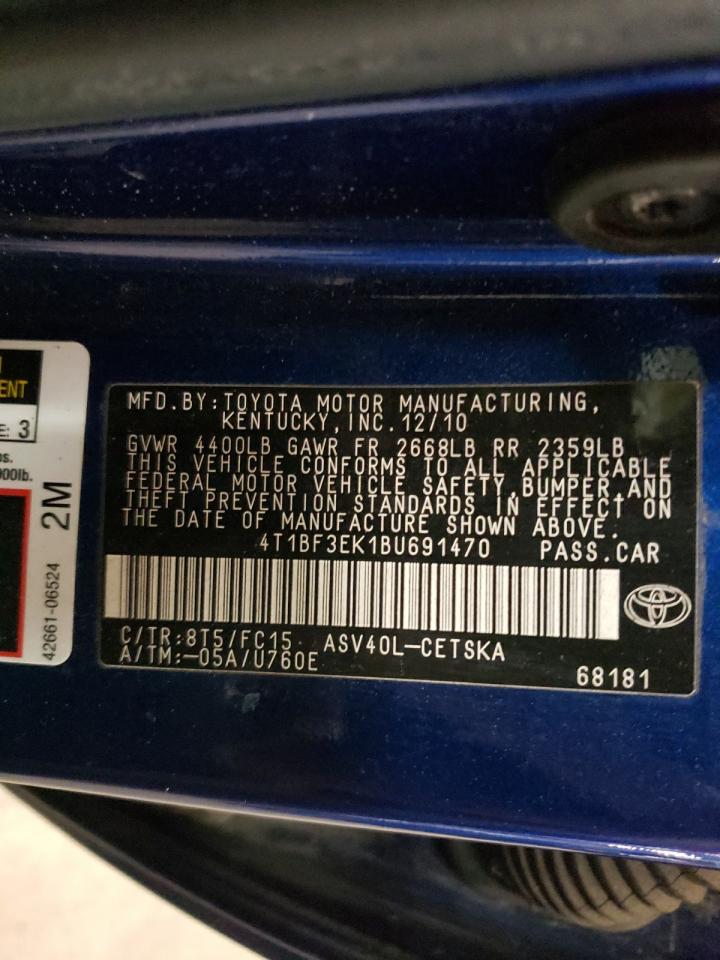 ENT
E: 3
s.
900lb.
2M
42661-06524
MFD.BY:TOYOTA MOTOR MANUFACTURING,
KENTUCKY,INC.12/10
GVWR 4400LB GAWR FR 2668LB RR 2359LB
THIS VEHICLE CONFORMS TO ALL APPLICABLE
FEDERAL MOTOR VEHICLE SAFETY,BUMPER,AND
THEFT PREVENTION STANDARDS IN EFFECT ON
THE DATE OF MANUFACTURE SHOWN ABOVE.
4T1BF3EK1BU691470 PASS.CAR
C/TR:8T5/FC15 ASV40L-CETSKA
A/TM:-05A/U760E
68181